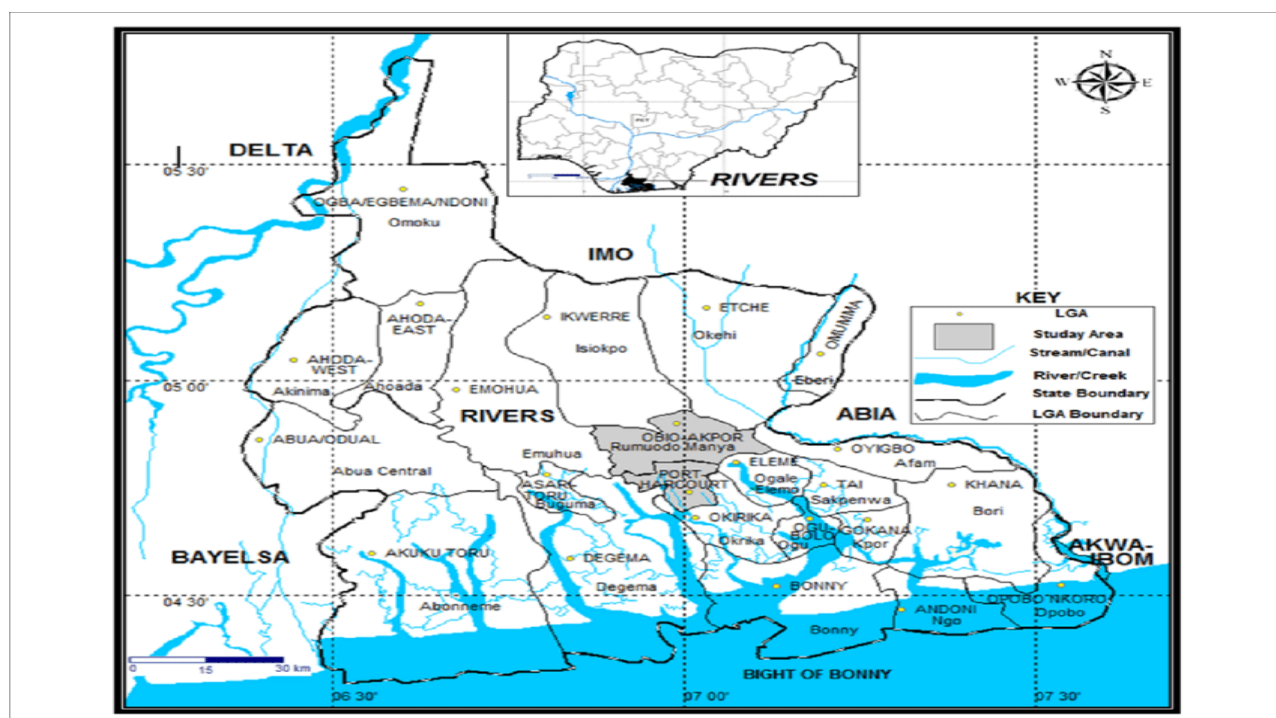 N
W E
S
DELTA
05 30'
RIVERS
OGBA/EGBEMA/NDONI
Omoku
IMO
KEY
LGA
Studay Area
Stream/Canal
River/Creek
State Boundary
LGA Boundary
ETCHE
Okehi
OMUMMA
Eberi
IKWERRE
Isiokpo
AHODA-
EAST
Ahoada
AHODA-
WEST
Akinima
05 00'
EMOHUA
RIVERS
Emuhua
ABIA
OBIO-AKPOR
Rumuodo Manya
ABUA/ODUAL
Abua Central
OYIGBO
Afam
ELEME
Ogale
Elemo
PORT-
HARCOURT
ASARI-
TORU
Buguma
TAI
Sakpenwa
KHANA
Bori
OKIRIKA
Okrika
OGU-
BOLO
Ogu
GOKANA
Kpor
BAYELSA
AKUKU TORU
Abonneme
DEGEMA
Degema
AKWA-
IBOM
04 30'
BONNY
Bonny
ANDONI
Ngo
OPOBO NKORO
Opobo
BIGHT OF BONNY
0 15 30 km
06 30' 07 00' 07 30'